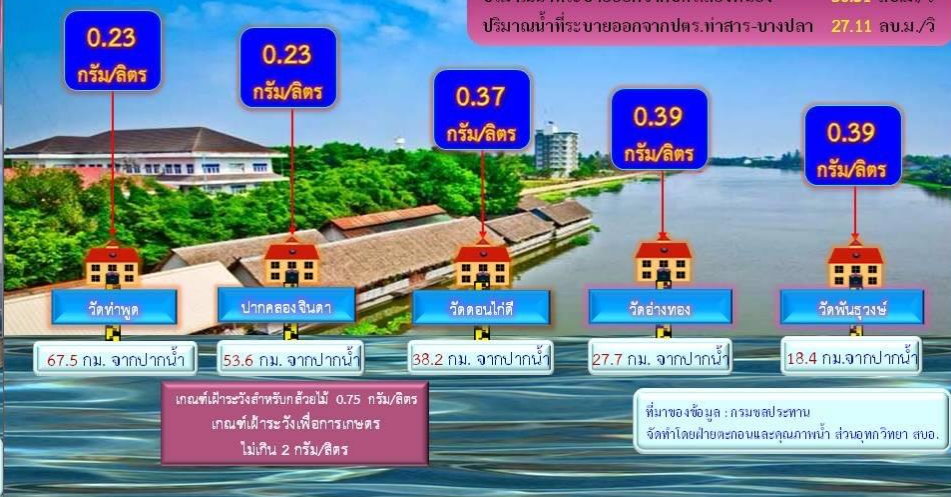 ปริมาณน้ำที่ระบายออกจากปตร.ท่าสาร-บางปลา 27.11 ลบ.ม./วิ
0.23
กรัม/ลิตร
0.23
กรัม/ลิตร
0.37
กรัม/ลิตร
0.39
กรัม/ลิตร
0.39
กรัม/ลิตร
วัดท่าพูด
ปากคลองจินดา
วัดดอนไก่ดี
วัดอ่างทอง
วัดพันธุวงษ์
67.5 กม. จากปากน้ำ
53.6 กม. จากปากน้ำ
38.2 กม. จากปากน้ำ
27.7 กม. จากปากน้ำ
18.4 กม.จากปากน้ำ
เกณฑ์เฝ้าระวังสำหรับกล้วยไม้ 0.75 กรัม/ลิตร
เกณฑ์เฝ้าระวังเพื่อการเกษตร
ไม่เกิน 2 กรัม/ลิตร
ที่มาของข้อมูล : กรมชลประทาน
จัดทำโดยฝ่ายตะกอนและคุณภาพน้ำ ส่วนอุทกวิทยา สบอ.